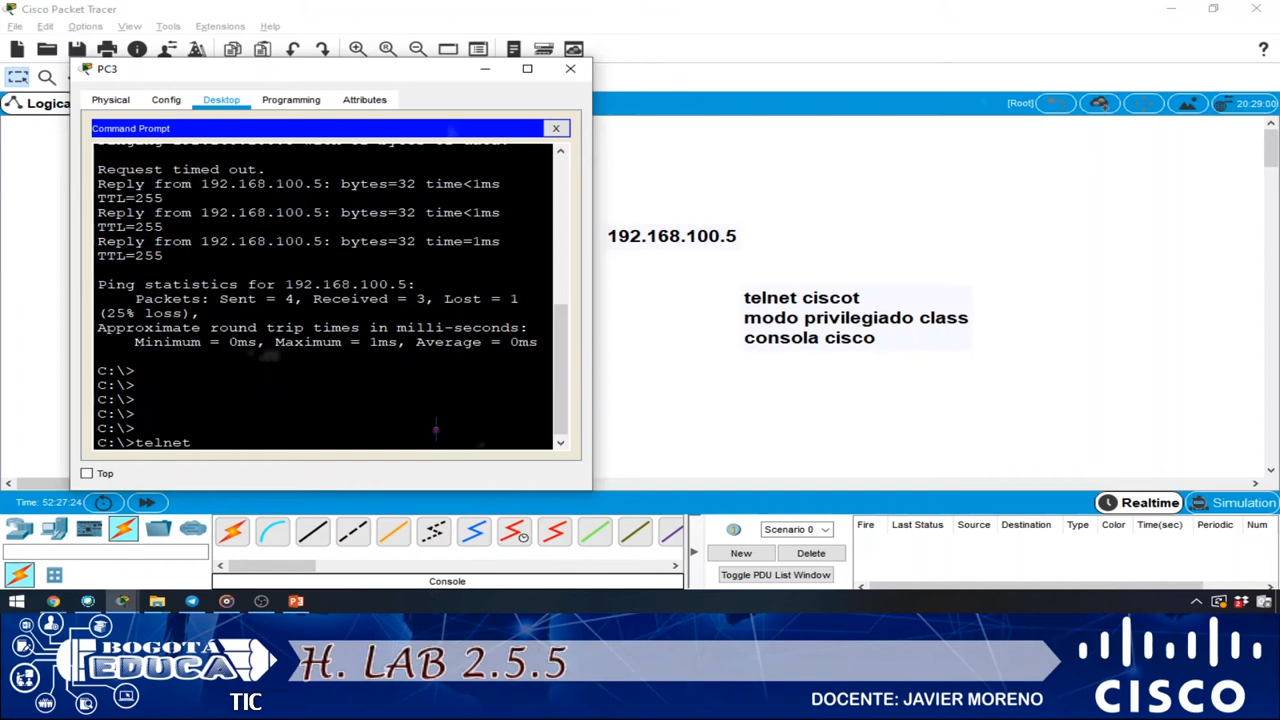 Cisco Packet Tracer
File Edit Options View Tools Extensions Help
PC3
Logica
[Root]
20:29:00
Physical Config Desktop Programming Attributes
Command Prompt X
Request timed out.
Reply from 192.168.100.5: bytes=32 time<1ms
TTL=255
Reply from 192.168.100.5: bytes=32 time<1ms
TTL=255
Reply from 192.168.100.5: bytes=32 time=1ms
TTL=255
Ping statistics for 192.168.100.5:
Packets: Sent = 4, Received = 3, Lost = 1
(25% loss),
Approximate round trip times in milli-seconds:
Minimum = 0ms, Maximum = 1ms, Average = 0ms
C:\>
C:\>
C:\>
C:\>
C:\>
C:\>telnet
Top
192.168.100.5
telnet ciscot
modo privilegiado class
consola cisco
Time: 52:27:24
Realtime
Simulation
Scenario 0
New Delete
Toggle PDU List Window
Fire Last Status Source Destination Type Color Time(sec) Periodic Num
Console
BOGOTÁ
EDUCA
TIC
H. LAB 2.5.5
DOCENTE: JAVIER MORENO
CISCO